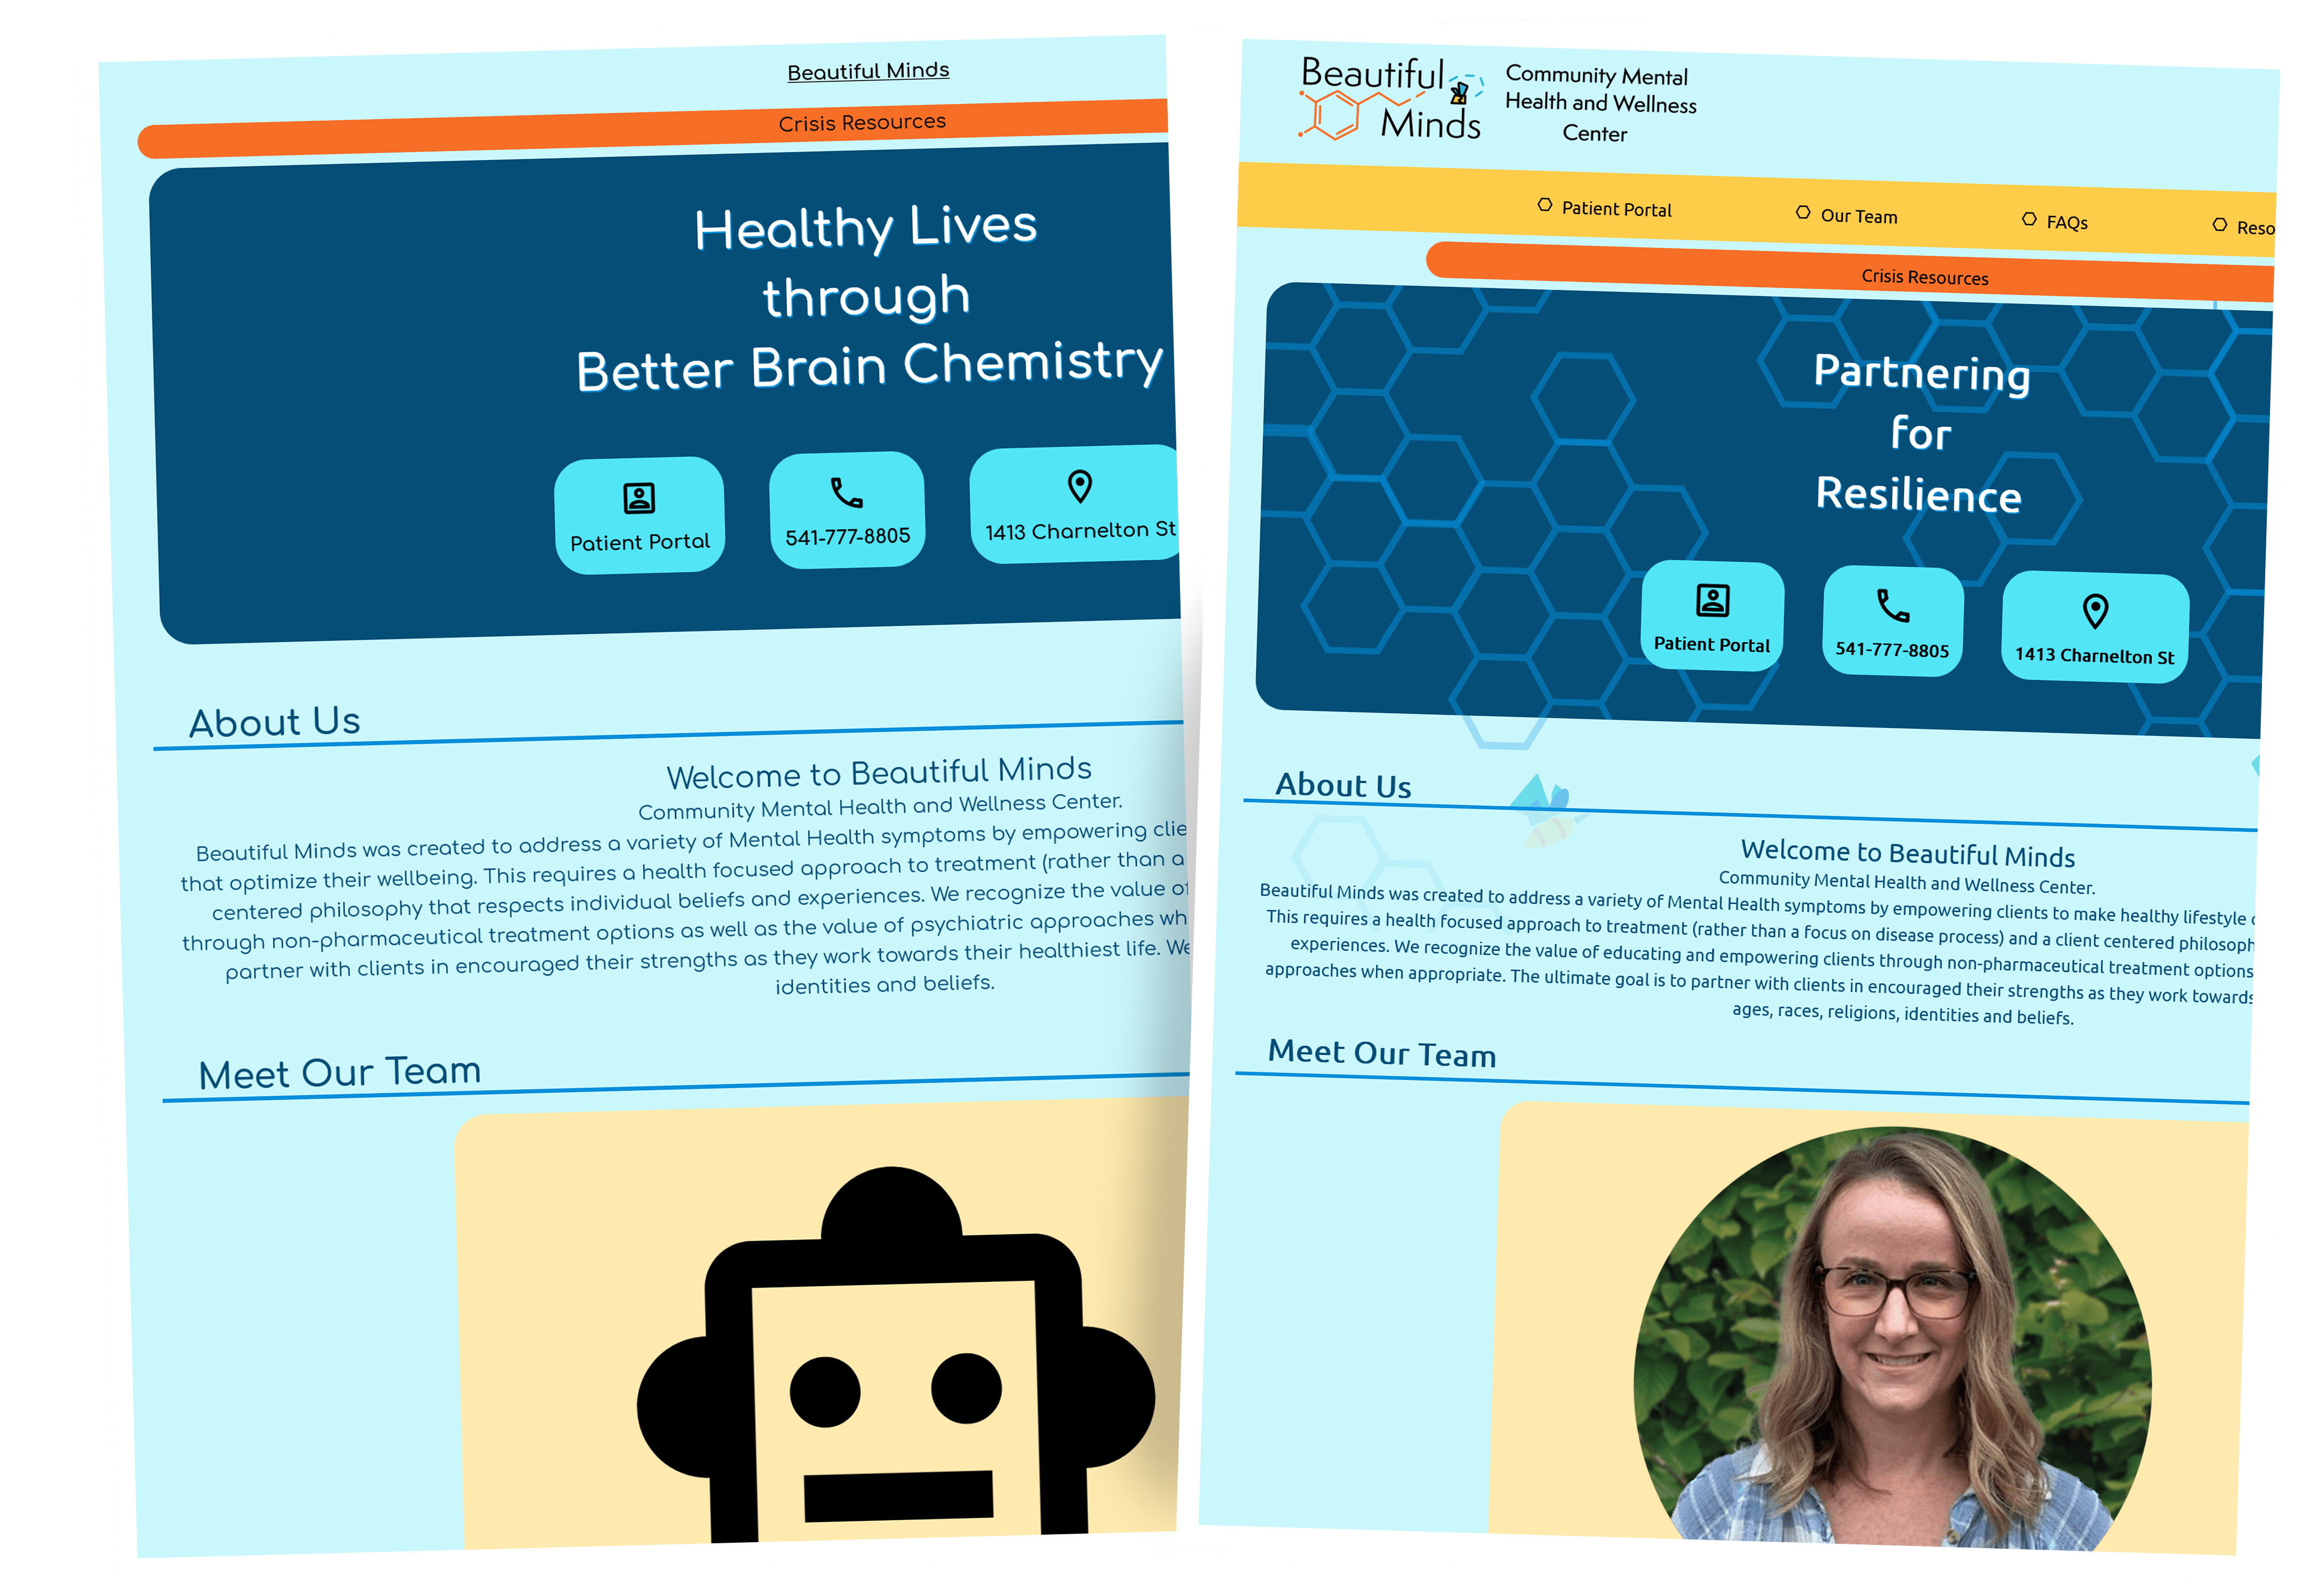 Beautiful Minds
Crisis Resources
Healthy Lives
through
Better Brain Chemistry
Patient Portal
541-777-8805
1413 Charnelton St
About Us
Welcome to Beautiful Minds
Community Mental Health and Wellness Center.
Beautiful Minds was created to address a variety of Mental Health symptoms by empowering clie
that optimize their wellbeing. This requires a health focused approach to treatment (rather than a
centered philosophy that respects individual beliefs and experiences. We recognize the value of
through non-pharmaceutical treatment options as well as the value of psychiatric approaches wh
partner with clients in encouraged their strengths as they work towards their healthiest life. We
identities and beliefs.
Meet Our Team
Beautiful
Minds
Community Mental
Health and Wellness
Center
Patient Portal
Our Team
FAQs
Reso
Crisis Resources
Partnering
for
Resilience
Patient Portal
541-777-8805
1413 Charnelton St
About Us
Welcome to Beautiful Minds
Community Mental Health and Wellness Center.
Beautiful Minds was created to address a variety of Mental Health symptoms by empowering clients to make healthy lifestyle
This requires a health focused approach to treatment (rather than a focus on disease process) and a client centered philosoph
experiences. We recognize the value of educating and empowering clients through non-pharmaceutical treatment options
approaches when appropriate. The ultimate goal is to partner with clients in encouraged their strengths as they work towards
ages, races, religions, identities and beliefs.
Meet Our Team